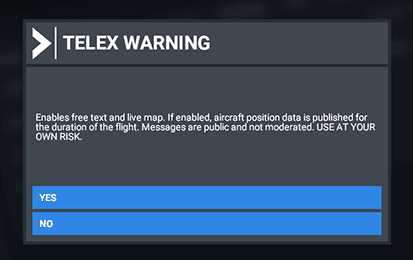 TELEX WARNING
Enables free text and live map. If enabled, aircraft position data is published for
the duration of the flight. Messages are public and not moderated. USE AT YOUR
OWN RISK.
YES
NO